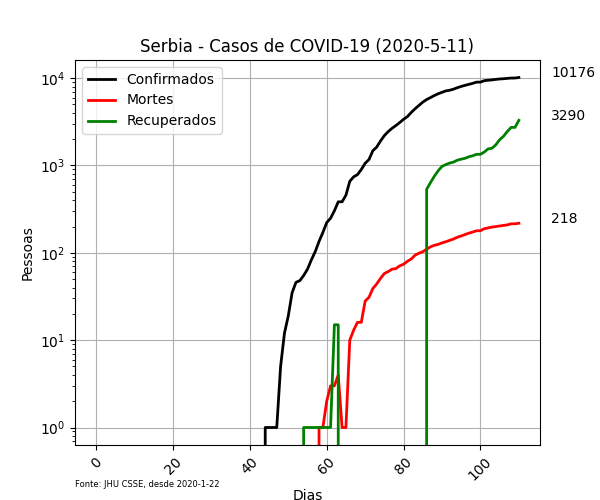 Serbia - Casos de COVID-19 (2020-5-11)
Confirmados
Mortes
Recuperados
10176
3290
218
Pessoas
10⁴
10³
10²
10¹
10⁰
0 20 40 60 80 100
Dias
Fonte: JHU CSSE, desde 2020-1-22